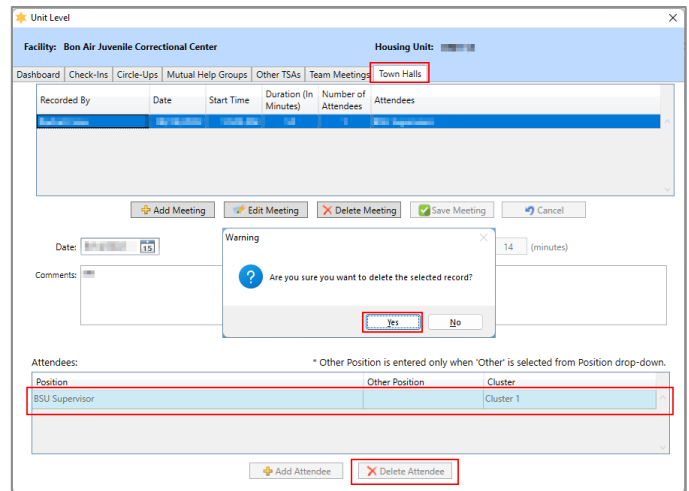 Unit Level
Facility: Bon Air Juvenile Correctional Center Housing Unit:
Dashboard Check-Ins Circle-Ups Mutual Help Groups Other TSAs Team Meetings Town Halls
Recorded By Date Start Time Duration (In Minutes) Number of Attendees Attendees
Add Meeting Edit Meeting Delete Meeting Save Meeting Cancel
Date: 15 14 (minutes)
Warning
Comments:
Are you sure you want to delete the selected record?
Yes No
Attendees: * Other Position is entered only when 'Other' is selected from Position drop-down.
Position Other Position Cluster
BSU Supervisor Cluster 1
Add Attendee Delete Attendee